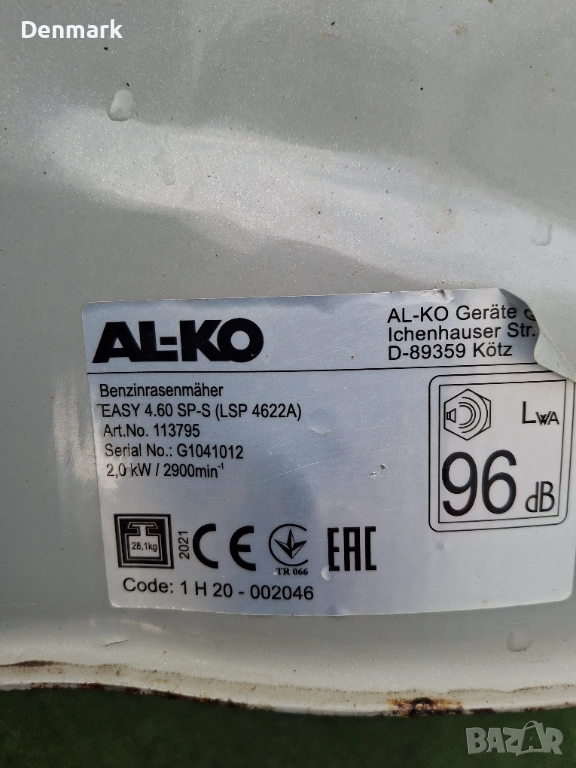 Denmark
AL-KO
AL-KO Geräte
Ichenhauser Str.
D-89359 Kötz
Benzinrasenmäher
EASY 4.60 SP-S (LSP 4622A)
Art.No. 113795
Serial No.: G1041012
2,0 kW / 2900min-1
LWA
96 dB
28,1kg
2021
CE
TR 066
EAC
Code: 1 H 20 - 002046
BAZAR